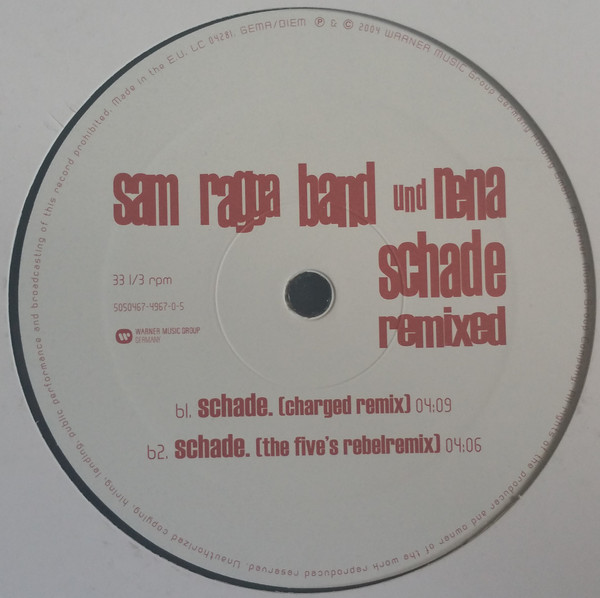 sam ragga band und nena
schade
remixed
33 1/3 rpm
5050467-4967-0-5
WARNER MUSIC GROUP
GERMANY
b1. schade. (charged remix) 04:09
b2. schade. (the five's rebelremix) 04:06
of the producer and owner of the work reproduced reserved. Unauthorized copying, hiring, lending, public performance and broadcasting of this record prohibited. Made in the E.U. LC 04281. GEMA/BIEM ℗ & © 2004 WARNER MUSIC Group Germany